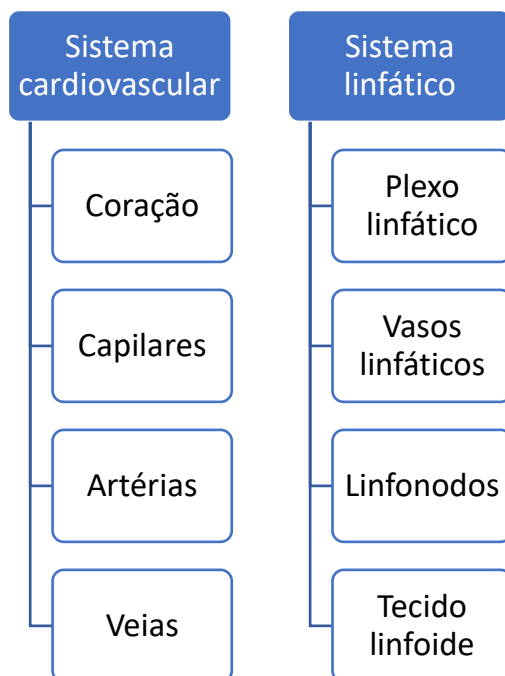 Sistema
cardiovascular
Coração
Capilares
Artérias
Veias
Sistema
linfático
Plexo
linfático
Vasos
linfáticos
Linfonodos
Tecido
linfoide